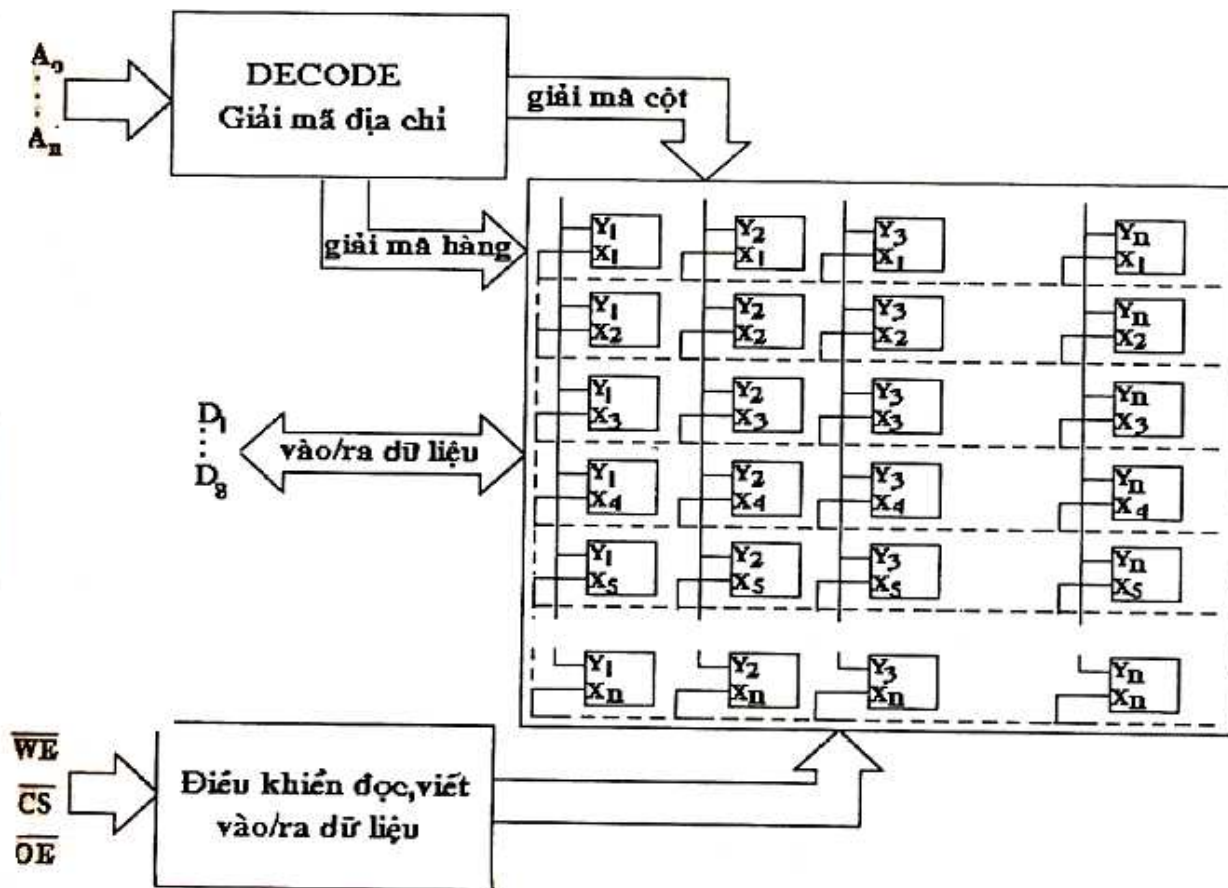 A₀
⋮
Aₙ
DECODE
Giải mã địa chỉ
giải mã cột
giải mã hàng
D₁
⋮
D₈
vào/ra dữ liệu
Y₁ Y₂ Y₃ Yₙ
X₁ X₁ X₁ X₁
Y₁ Y₂ Y₃ Yₙ
X₂ X₂ X₂ X₂
Y₁ Y₂ Y₃ Yₙ
X₃ X₃ X₃ X₃
Y₁ Y₂ Y₃ Yₙ
X₄ X₄ X₄ X₄
Y₁ Y₂ Y₃ Yₙ
X₅ X₅ X₅ X₅
Y₁ Y₂ Y₃ Yₙ
Xₙ Xₙ Xₙ Xₙ
W̅E̅
C̅S̅
O̅E̅
Điều khiển đọc,viết
vào/ra dữ liệu